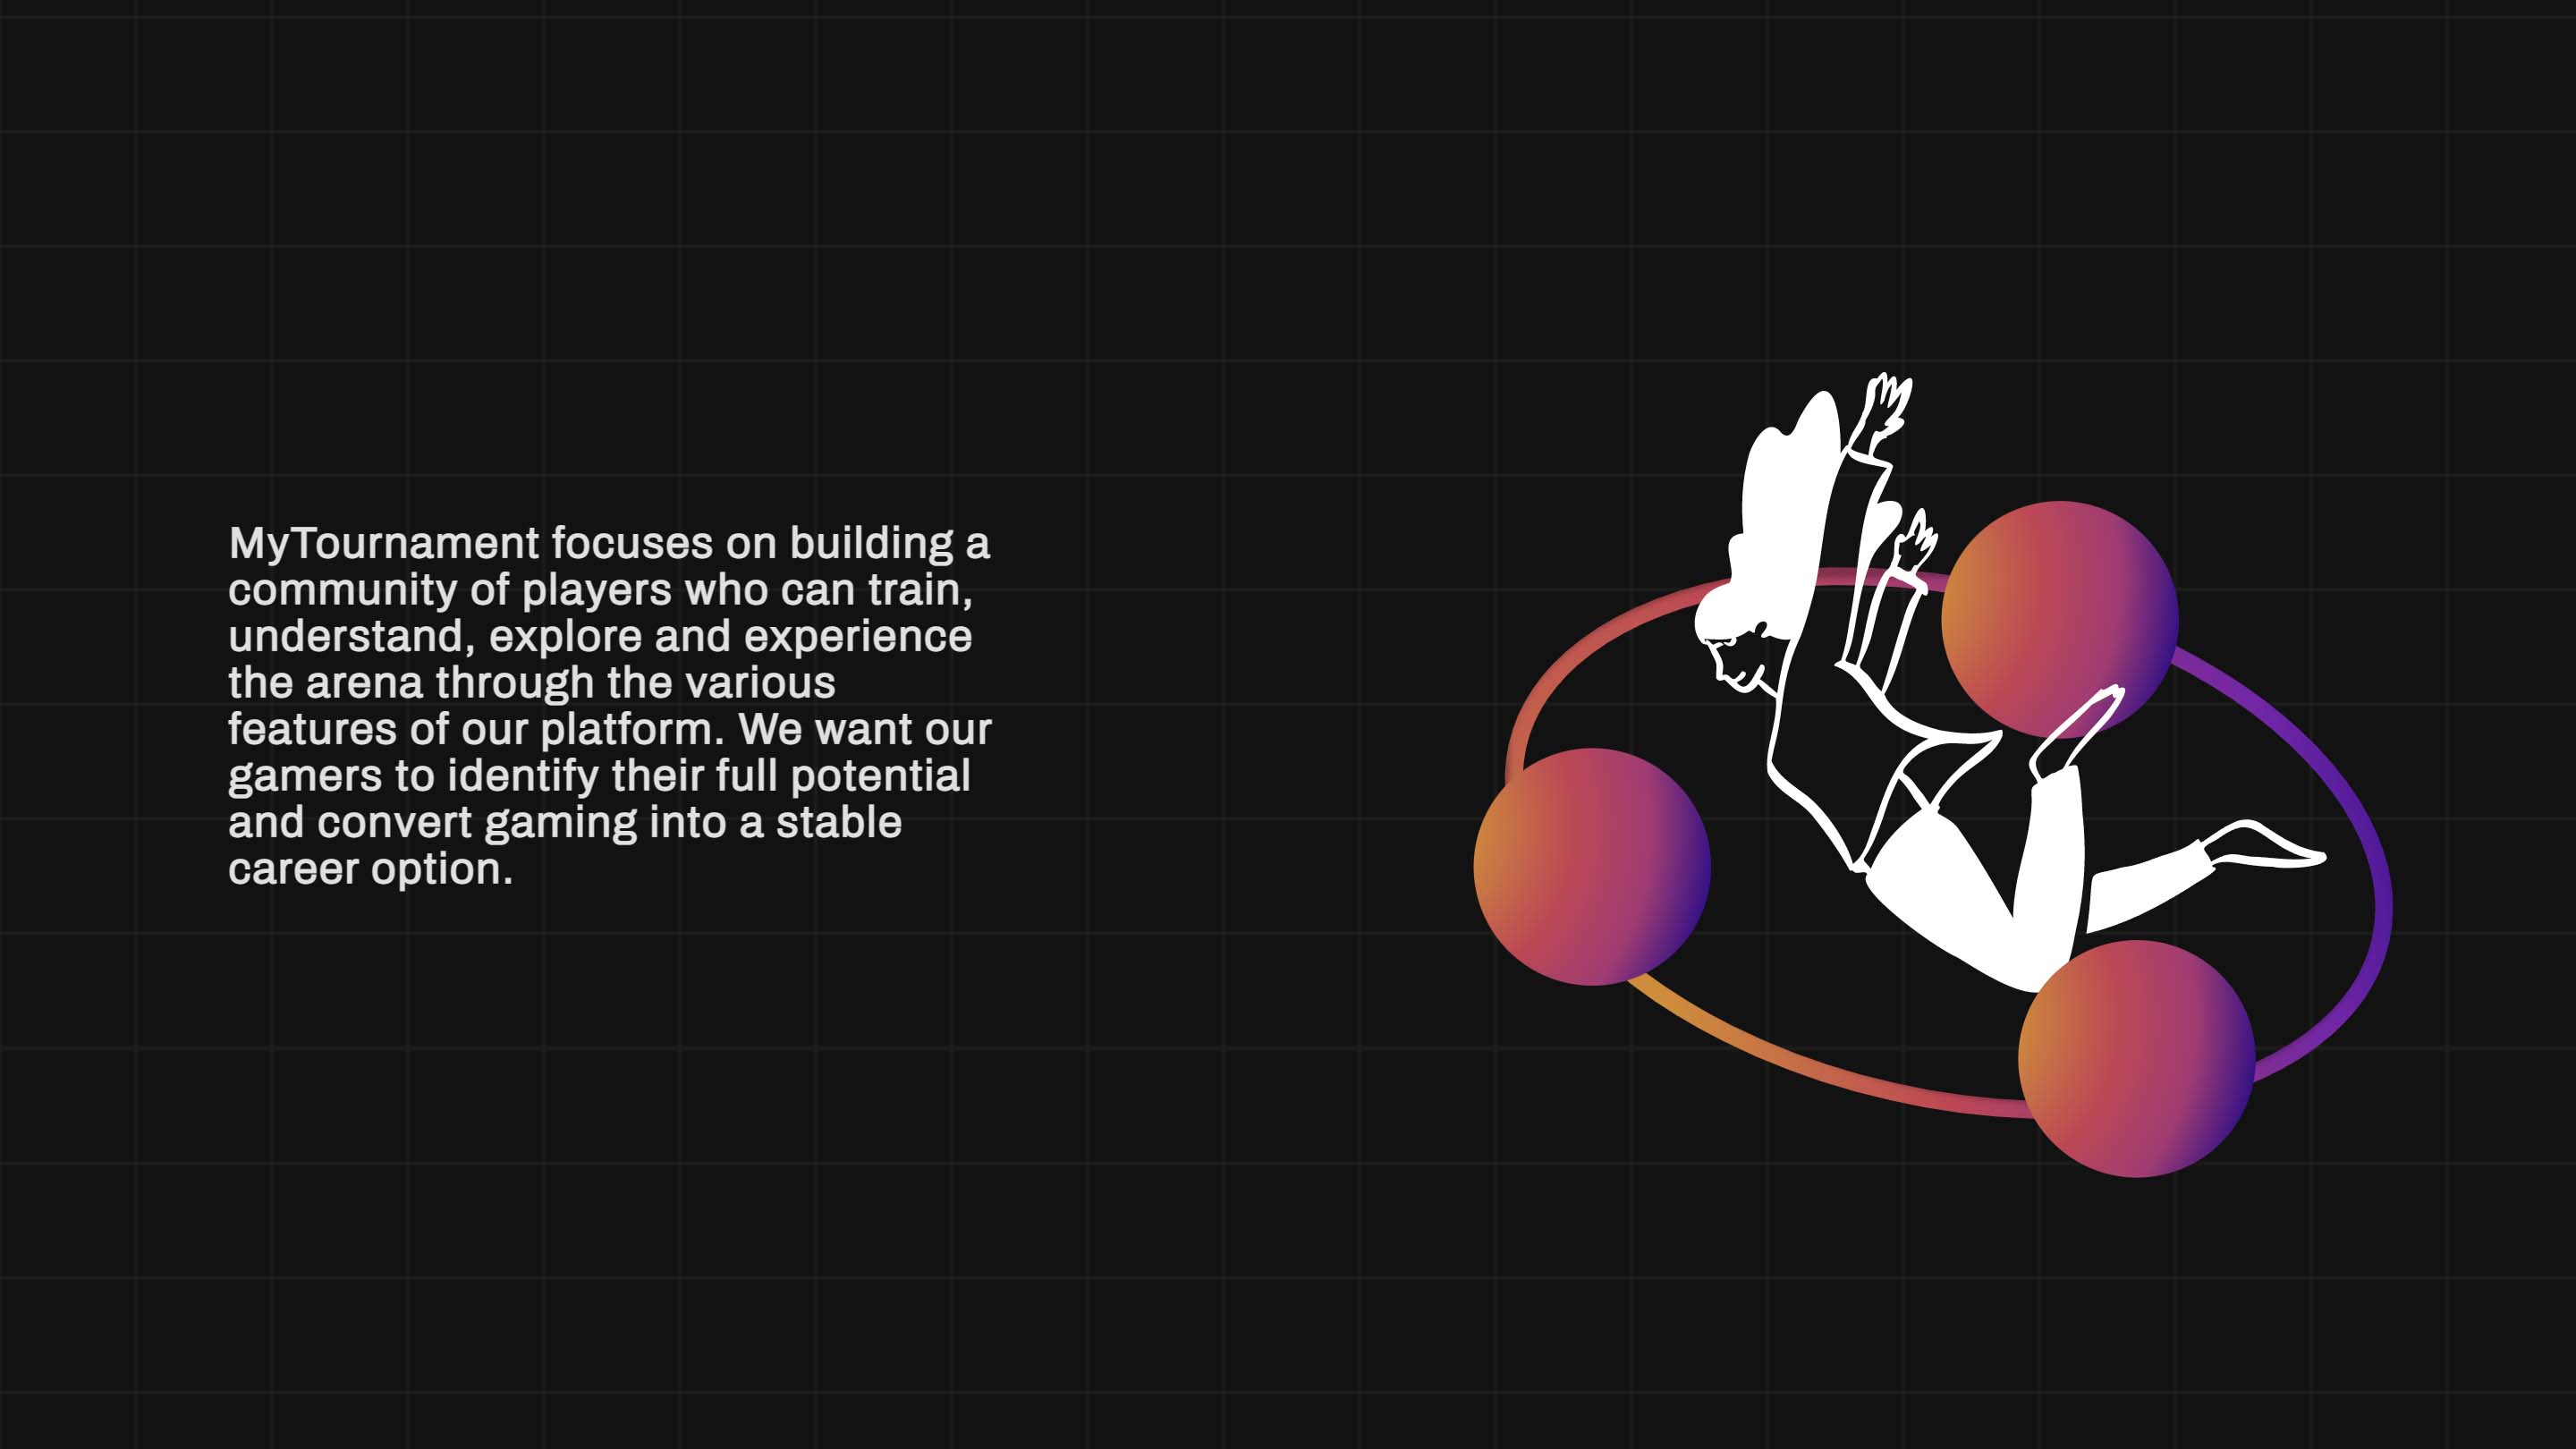 MyTournament focuses on building a
community of players who can train,
understand, explore and experience
the arena through the various
features of our platform. We want our
gamers to identify their full potential
and convert gaming into a stable
career option.